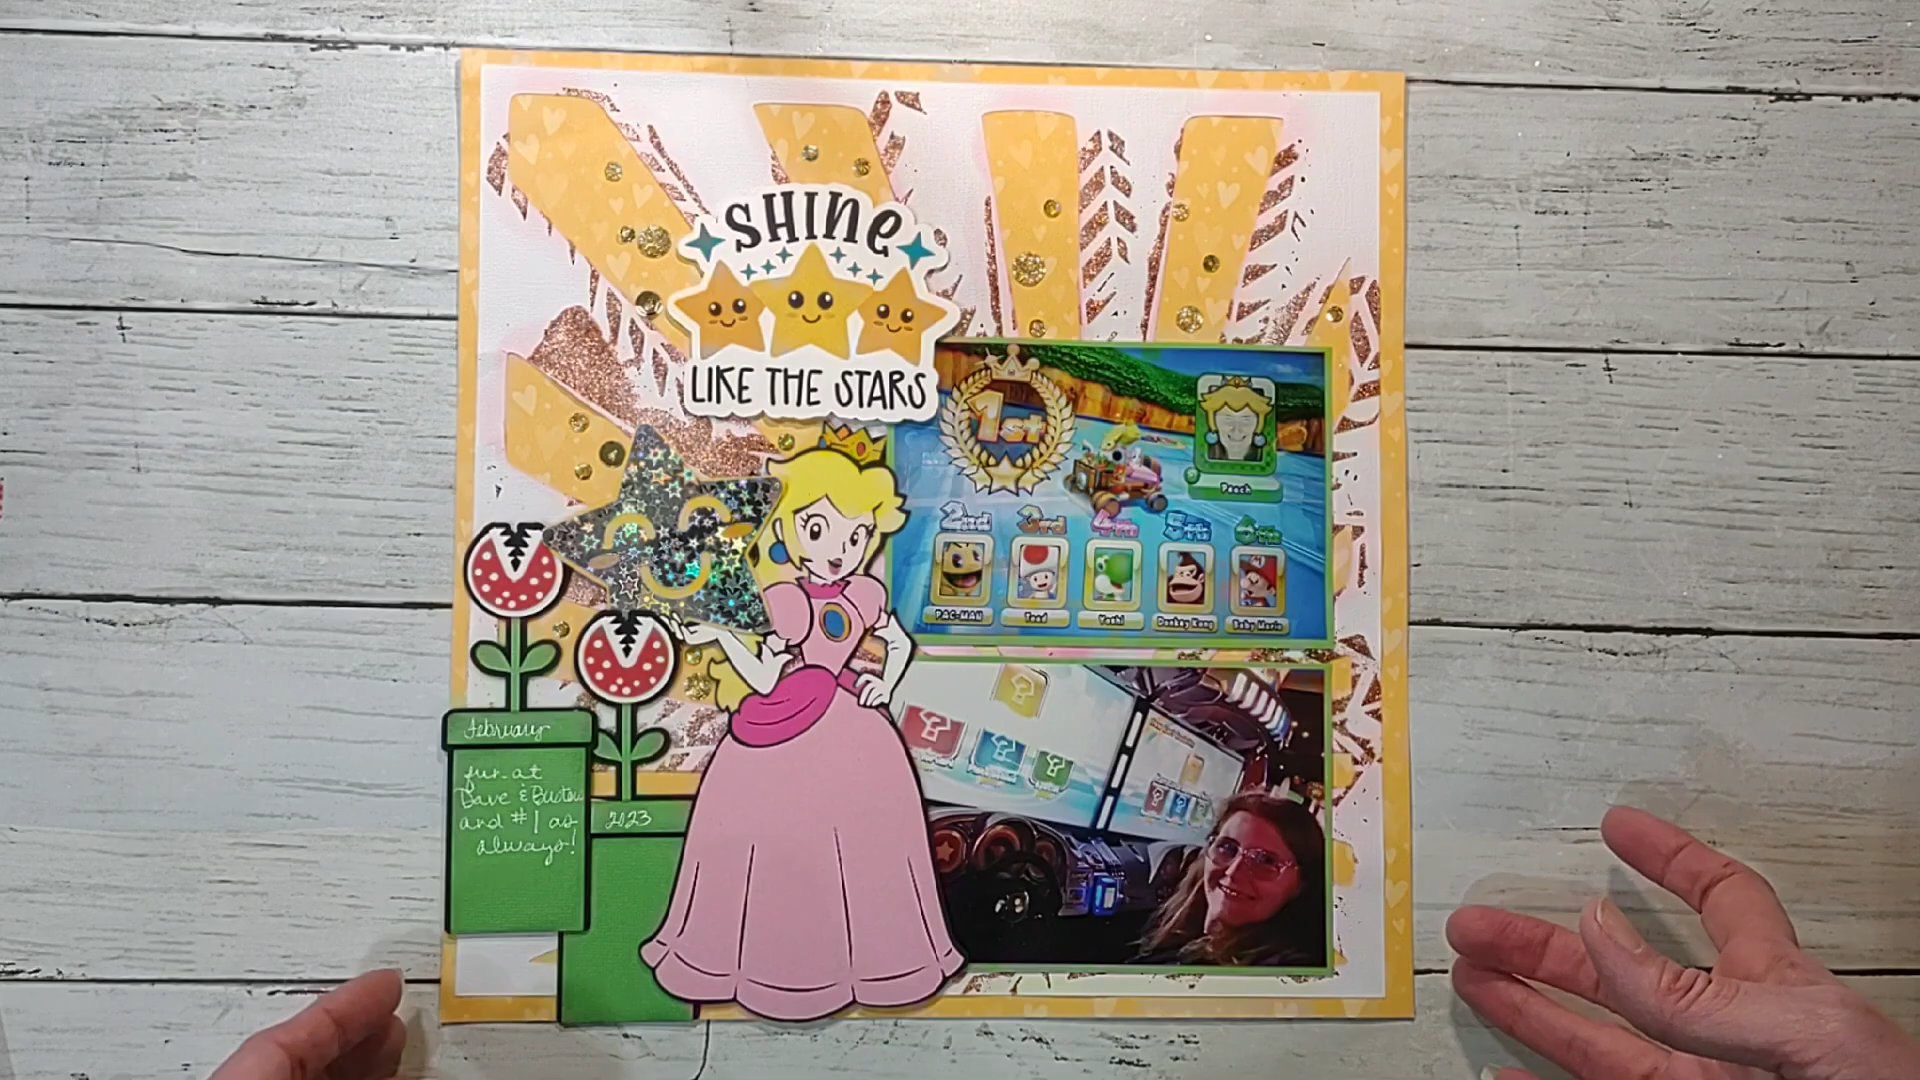 SHINE
LIKE THE STARS
1st
Peach
2nd 3rd 4th 5th 6th
PAC-MAN Toad Yoshi Donkey Kong Baby Mario
February
fun at
Dave & Busters
and #1 as
always!
2023